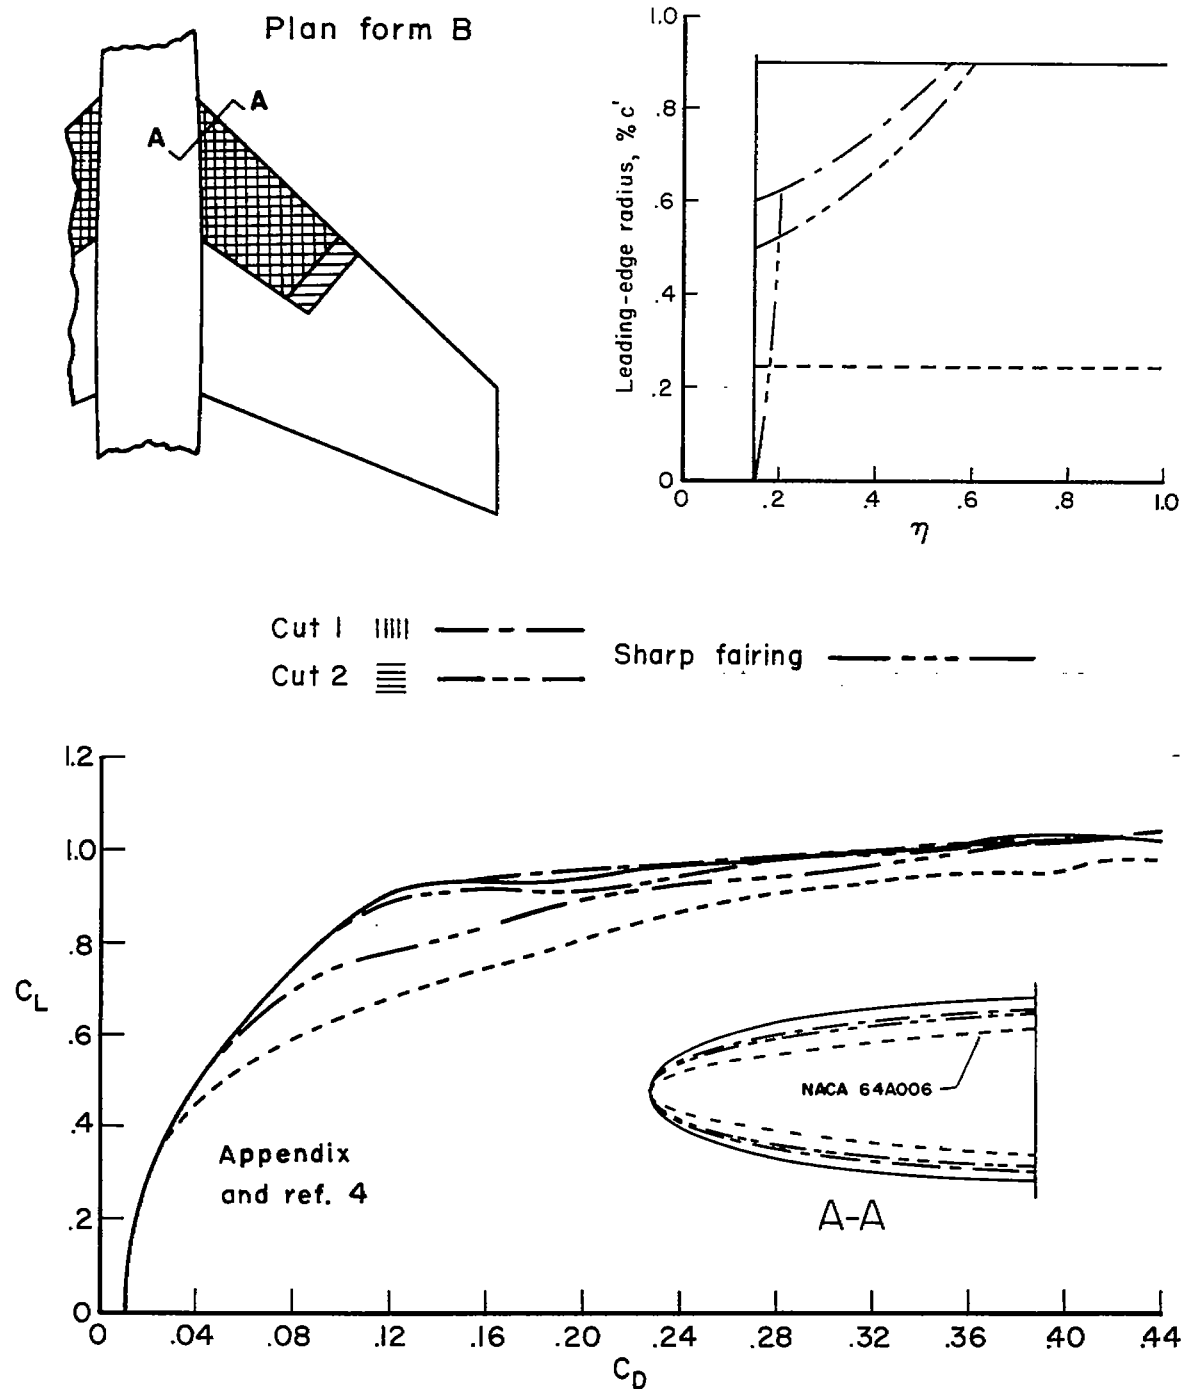 Plan form B
A
A
Leading-edge radius, % c'
1.0
.8
.6
.4
.2
0
0
.2
.4
.6
.8
1.0
η
Cut 1
Cut 2
Sharp fairing
1.2
1.0
.8
.6
.4
.2
0
C_L
0
.04
.08
.12
.16
.20
.24
.28
.32
.36
.40
.44
C_D
Appendix
and ref. 4
NACA 64A006
A-A